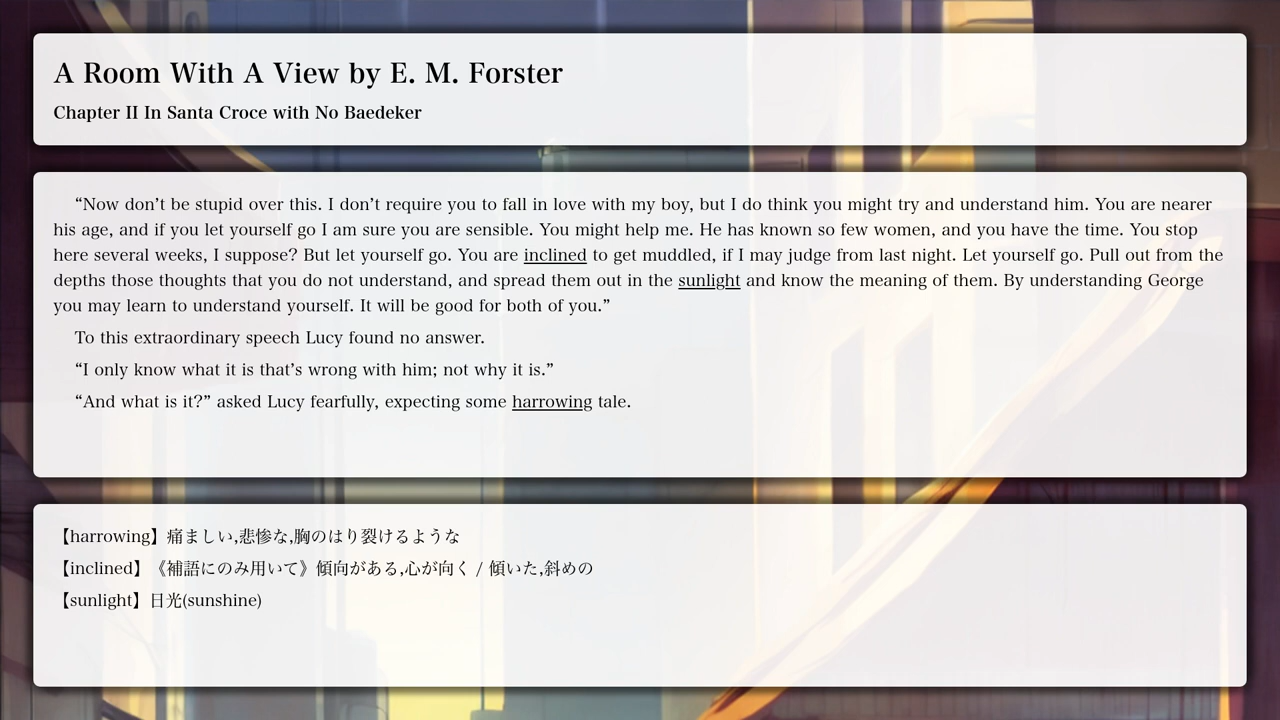 A Room With A View by E. M. Forster
Chapter II In Santa Croce with No Baedeker
“Now don’t be stupid over this. I don’t require you to fall in love with my boy, but I do think you might try and understand him. You are nearer
his age, and if you let yourself go I am sure you are sensible. You might help me. He has known so few women, and you have the time. You stop
here several weeks, I suppose? But let yourself go. You are inclined to get muddled, if I may judge from last night. Let yourself go. Pull out from the
depths those thoughts that you do not understand, and spread them out in the sunlight and know the meaning of them. By understanding George
you may learn to understand yourself. It will be good for both of you.”
To this extraordinary speech Lucy found no answer.
“I only know what it is that’s wrong with him; not why it is.”
“And what is it?” asked Lucy fearfully, expecting some harrowing tale.
【harrowing】痛ましい,悲惨な,胸のはり裂けるような
【inclined】《補語にのみ用いて》傾向がある,心が向く / 傾いた,斜めの
【sunlight】日光(sunshine)